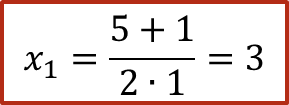 x₁ = (5 + 1)/(2 · 1) = 3